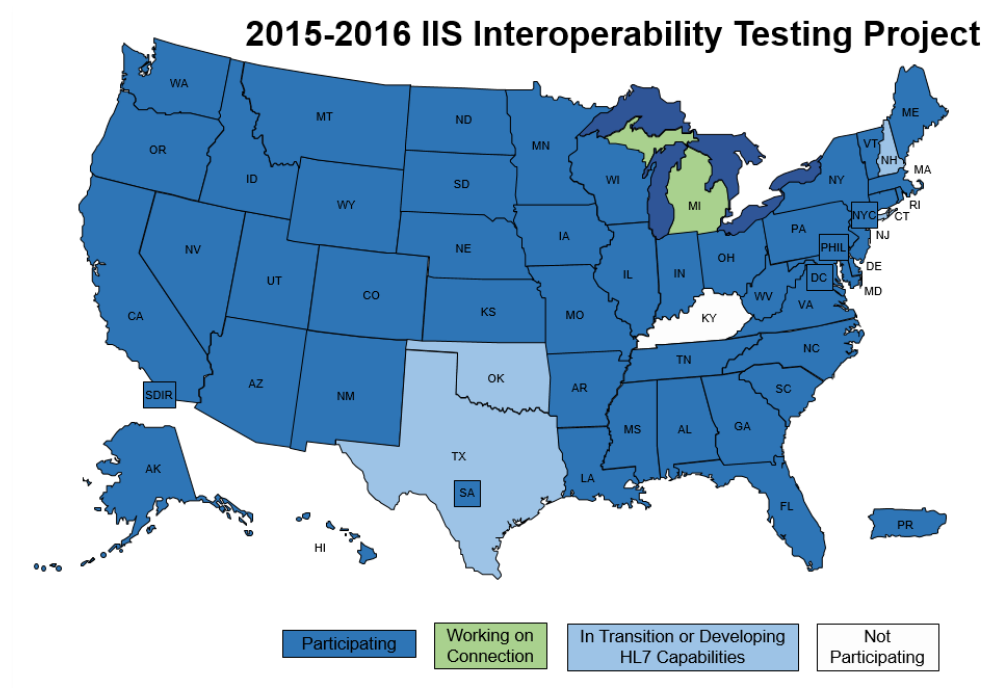 2015-2016 IIS Interoperability Testing Project
WA
MT
ND
MN
ME
OR
ID
SD
WI
VT
NH
MA
WY
MI
NY
RI
NYC
CT
NV
NE
IA
PA
NJ
PHIL
UT
CO
IL
IN
OH
DE
DC
MD
CA
KS
MO
WV
VA
KY
NC
TN
AZ
NM
OK
AR
SC
SDIR
MS
AL
GA
TX
AK
SA
LA
FL
PR
HI
Participating
Working on
Connection
In Transition or Developing
HL7 Capabilities
Not
Participating